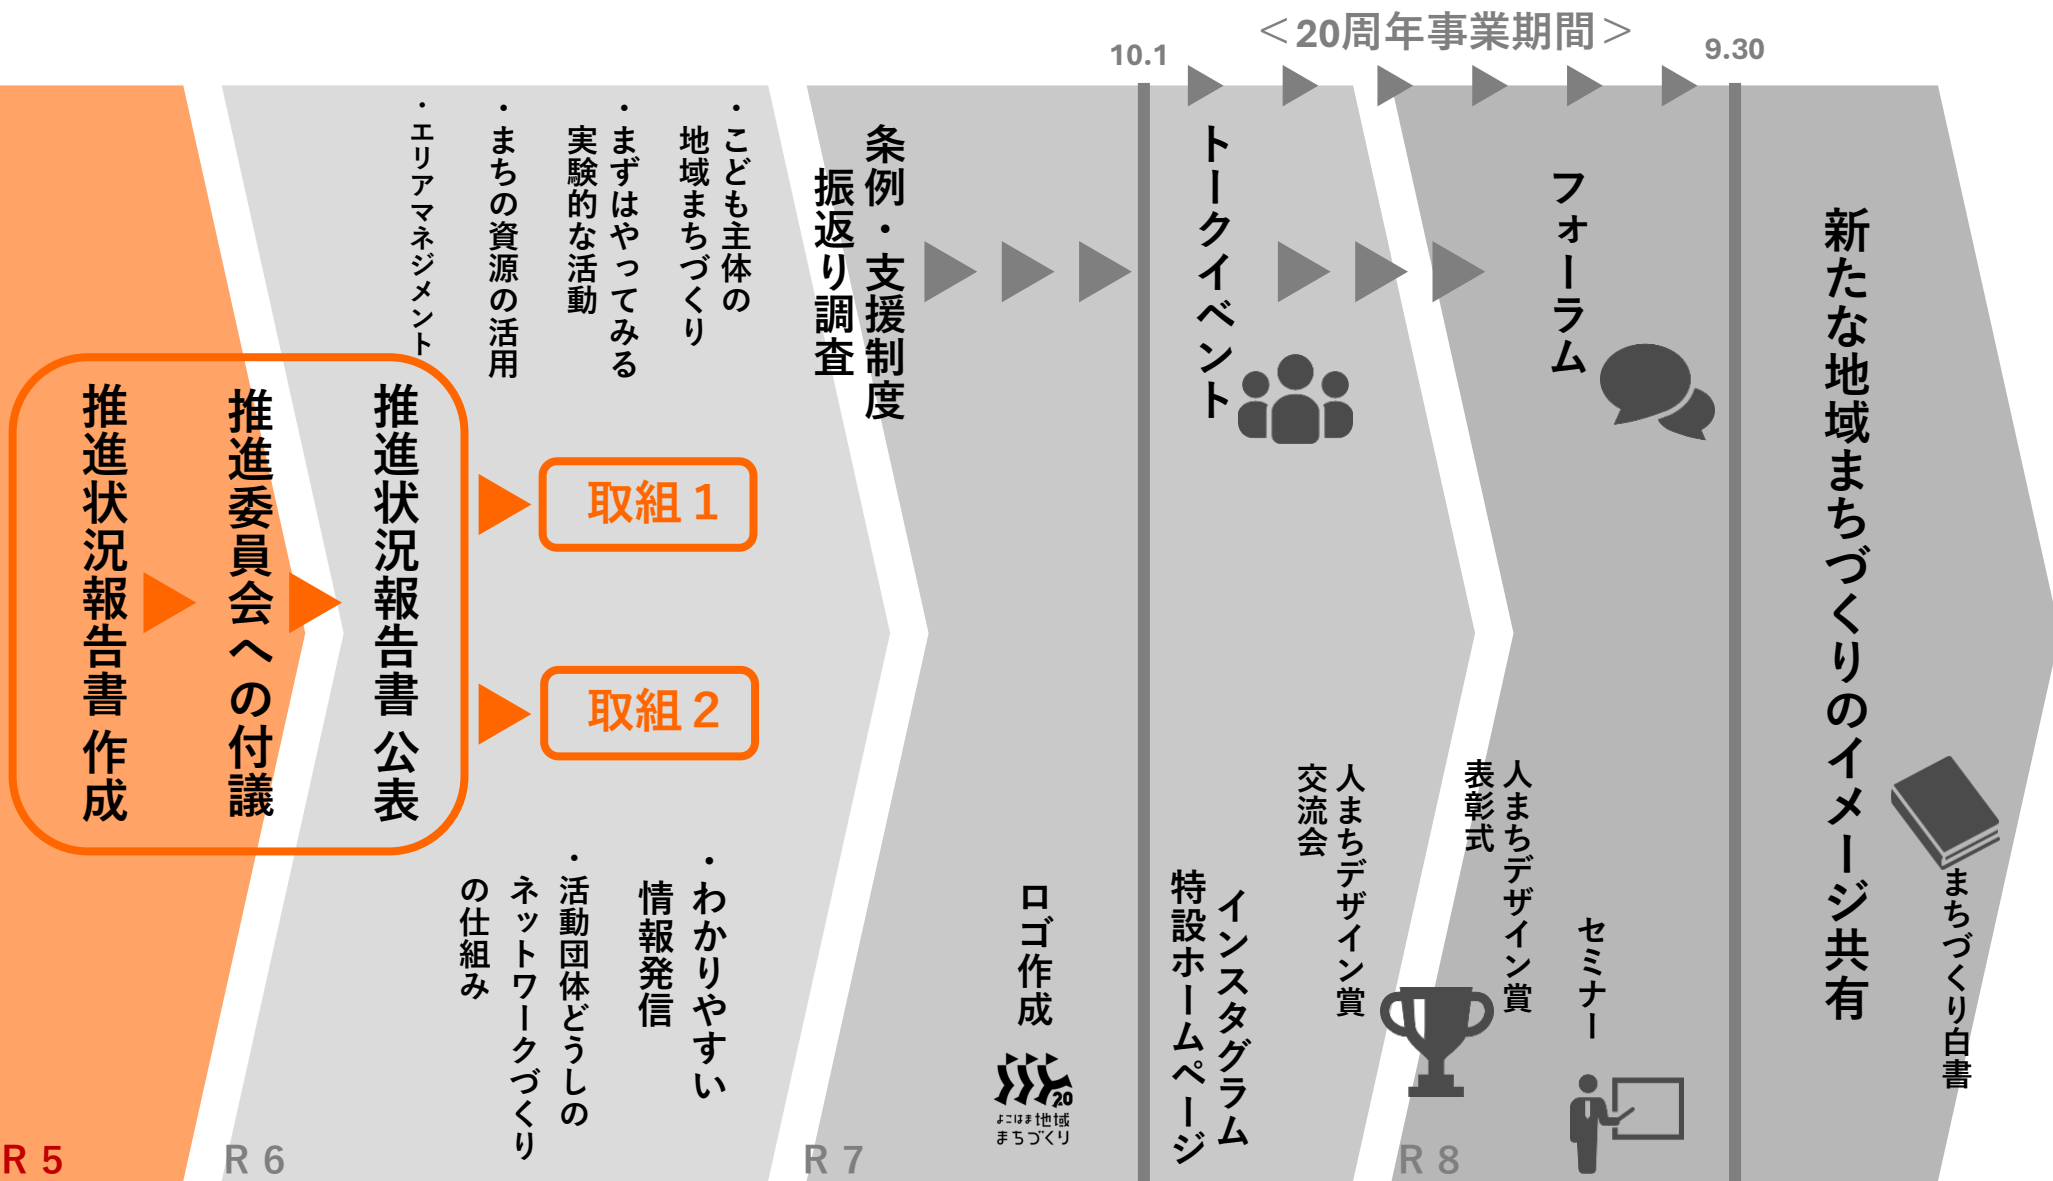 ＜20周年事業期間＞
10.1
9.30
推進状況報告書 作成
推進委員会への付議
推進状況報告書 公表
・こども主体の
地域まちづくり
・まずはやってみる
実験的な活動
・まちの資源の活用
・エリアマネジメント
取組１
取組２
・わかりやすい
情報発信
・活動団体どうしの
ネットワークづくり
の仕組み
条例・支援制度
振返り調査
ロゴ作成
20
よこはま地域
まちづくり
トークイベント
インスタグラム
特設ホームページ
人まちデザイン賞
交流会
フォーラム
人まちデザイン賞
表彰式
セミナー
新たな地域まちづくりのイメージ共有
まちづくり白書
R 5
R 6
R 7
R 8